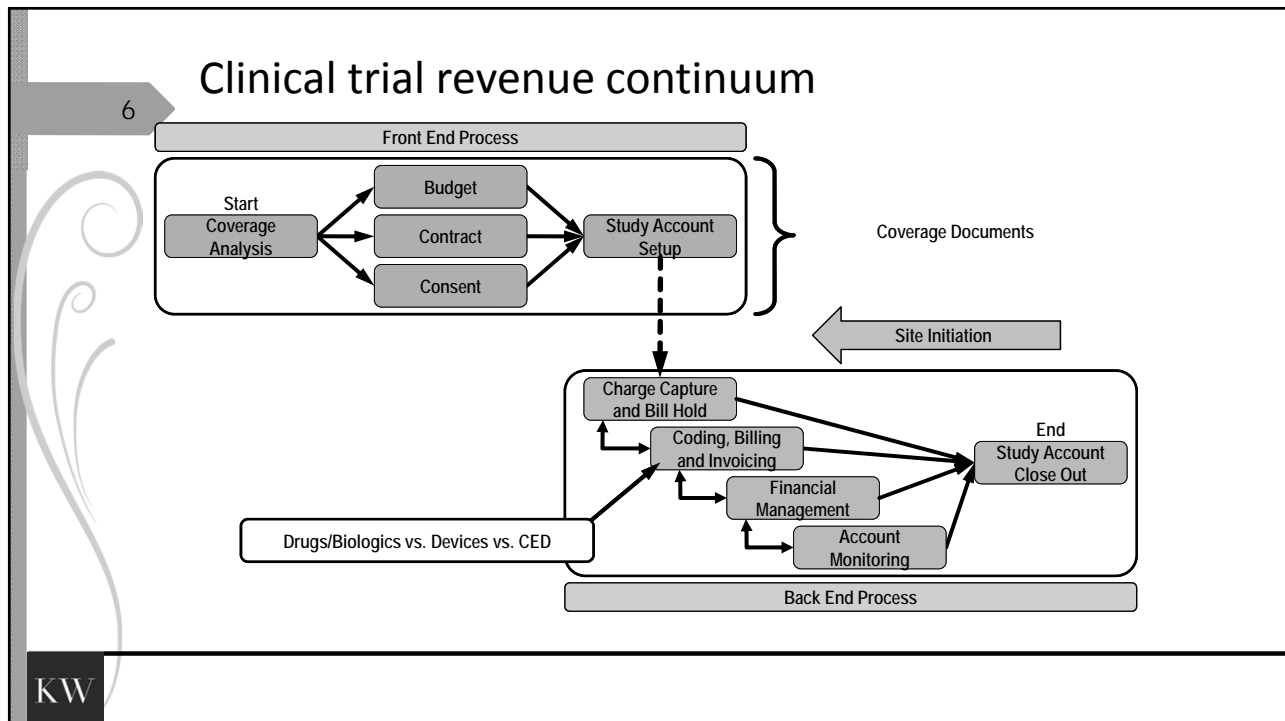 Clinical trial revenue continuum
6
Front End Process
Start
Coverage
Analysis
Budget
Contract
Consent
Study Account
Setup
Coverage Documents
Site Initiation
Charge Capture
and Bill Hold
Coding, Billing
and Invoicing
Financial
Management
Account
Monitoring
End
Study Account
Close Out
Drugs/Biologics vs. Devices vs. CED
Back End Process
KW